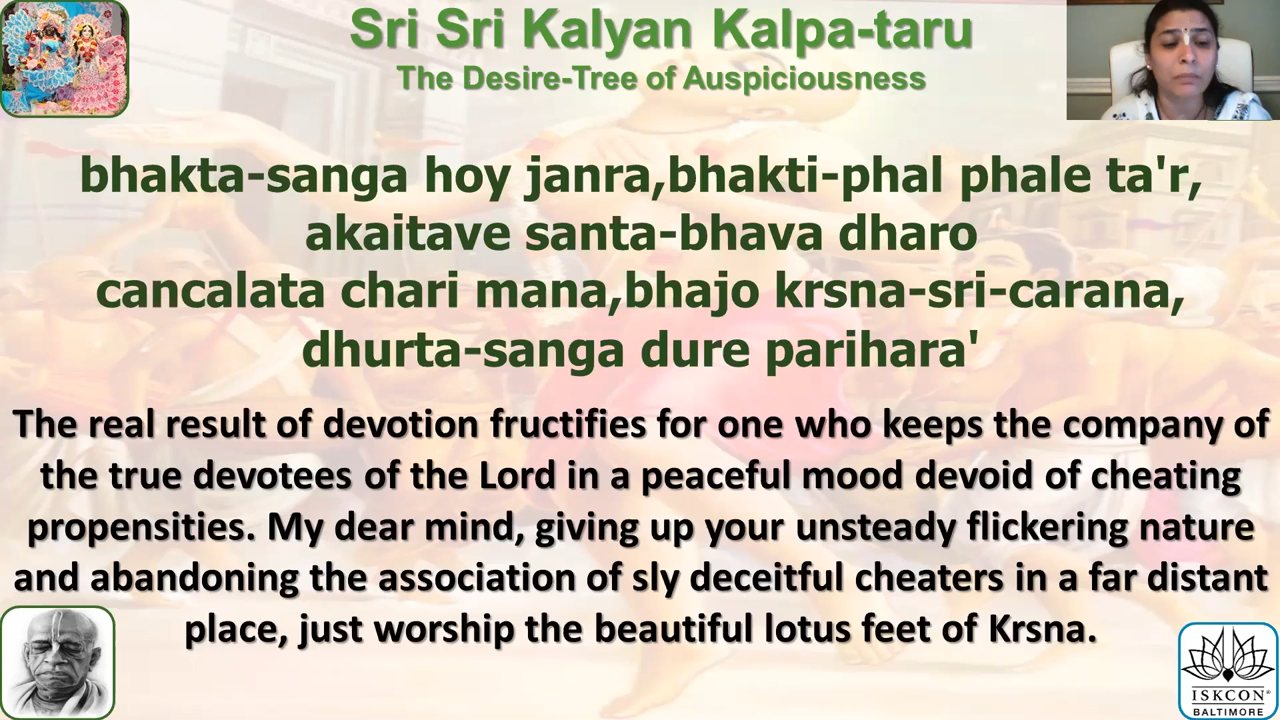 Sri Sri Kalyan Kalpa-taru
The Desire-Tree of Auspiciousness
bhakta-sanga hoy janra,bhakti-phal phale ta'r,
akaitave santa-bhava dharo
cancalata chari mana,bhajo krsna-sri-carana,
dhurta-sanga dure parihara'
The real result of devotion fructifies for one who keeps the company of
the true devotees of the Lord in a peaceful mood devoid of cheating
propensities. My dear mind, giving up your unsteady flickering nature
and abandoning the association of sly deceitful cheaters in a far distant
place, just worship the beautiful lotus feet of Krsna.
ISKCON®
BALTIMORE